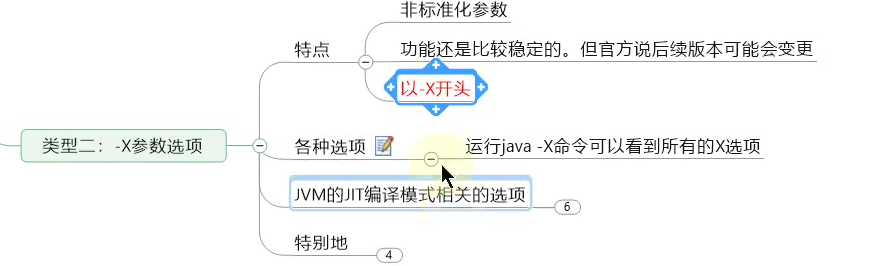 非标准化参数
特点
功能还是比较稳定的。但官方说后续版本可能会变更
以-X开头
类型二：-X参数选项
各种选项
运行java -X命令可以看到所有的X选项
JVM的JIT编译模式相关的选项
6
特别地
4